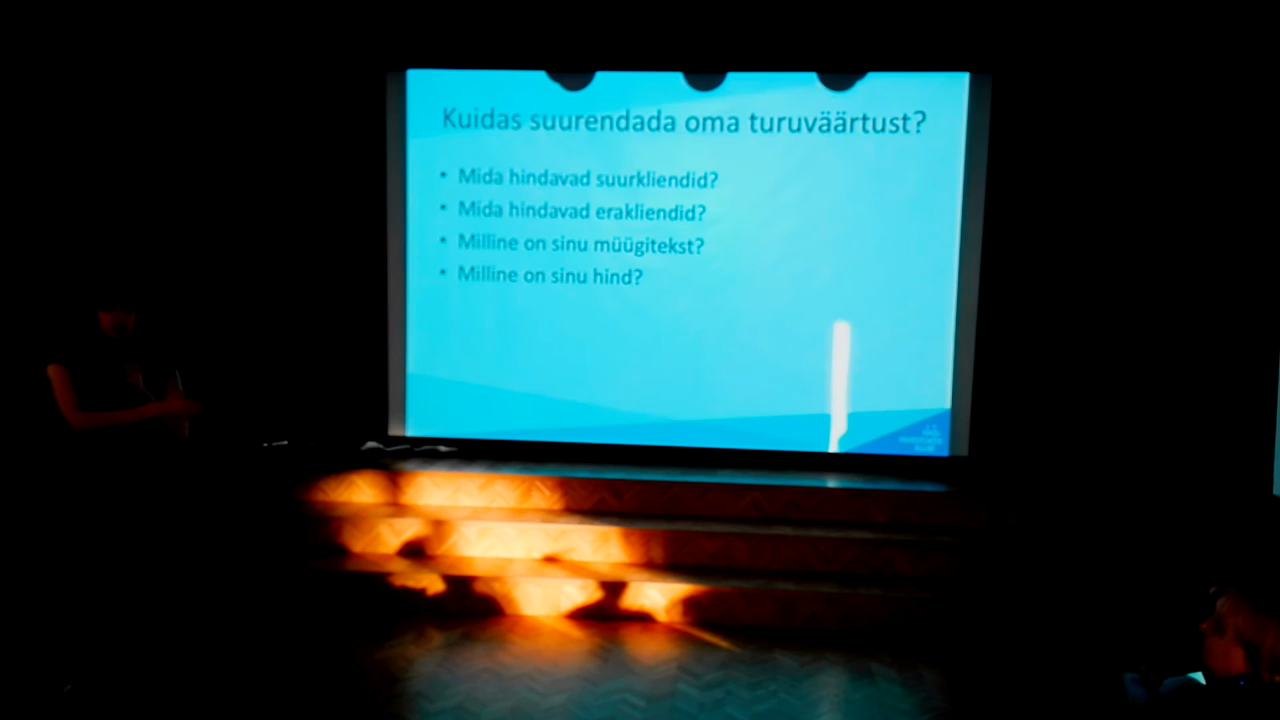 Kuidas suurendada oma turuväärtust?
• Mida hindavad suurkliendid?
• Mida hindavad erakliendid?
• Milline on sinu müügitekst?
• Milline on sinu hind?